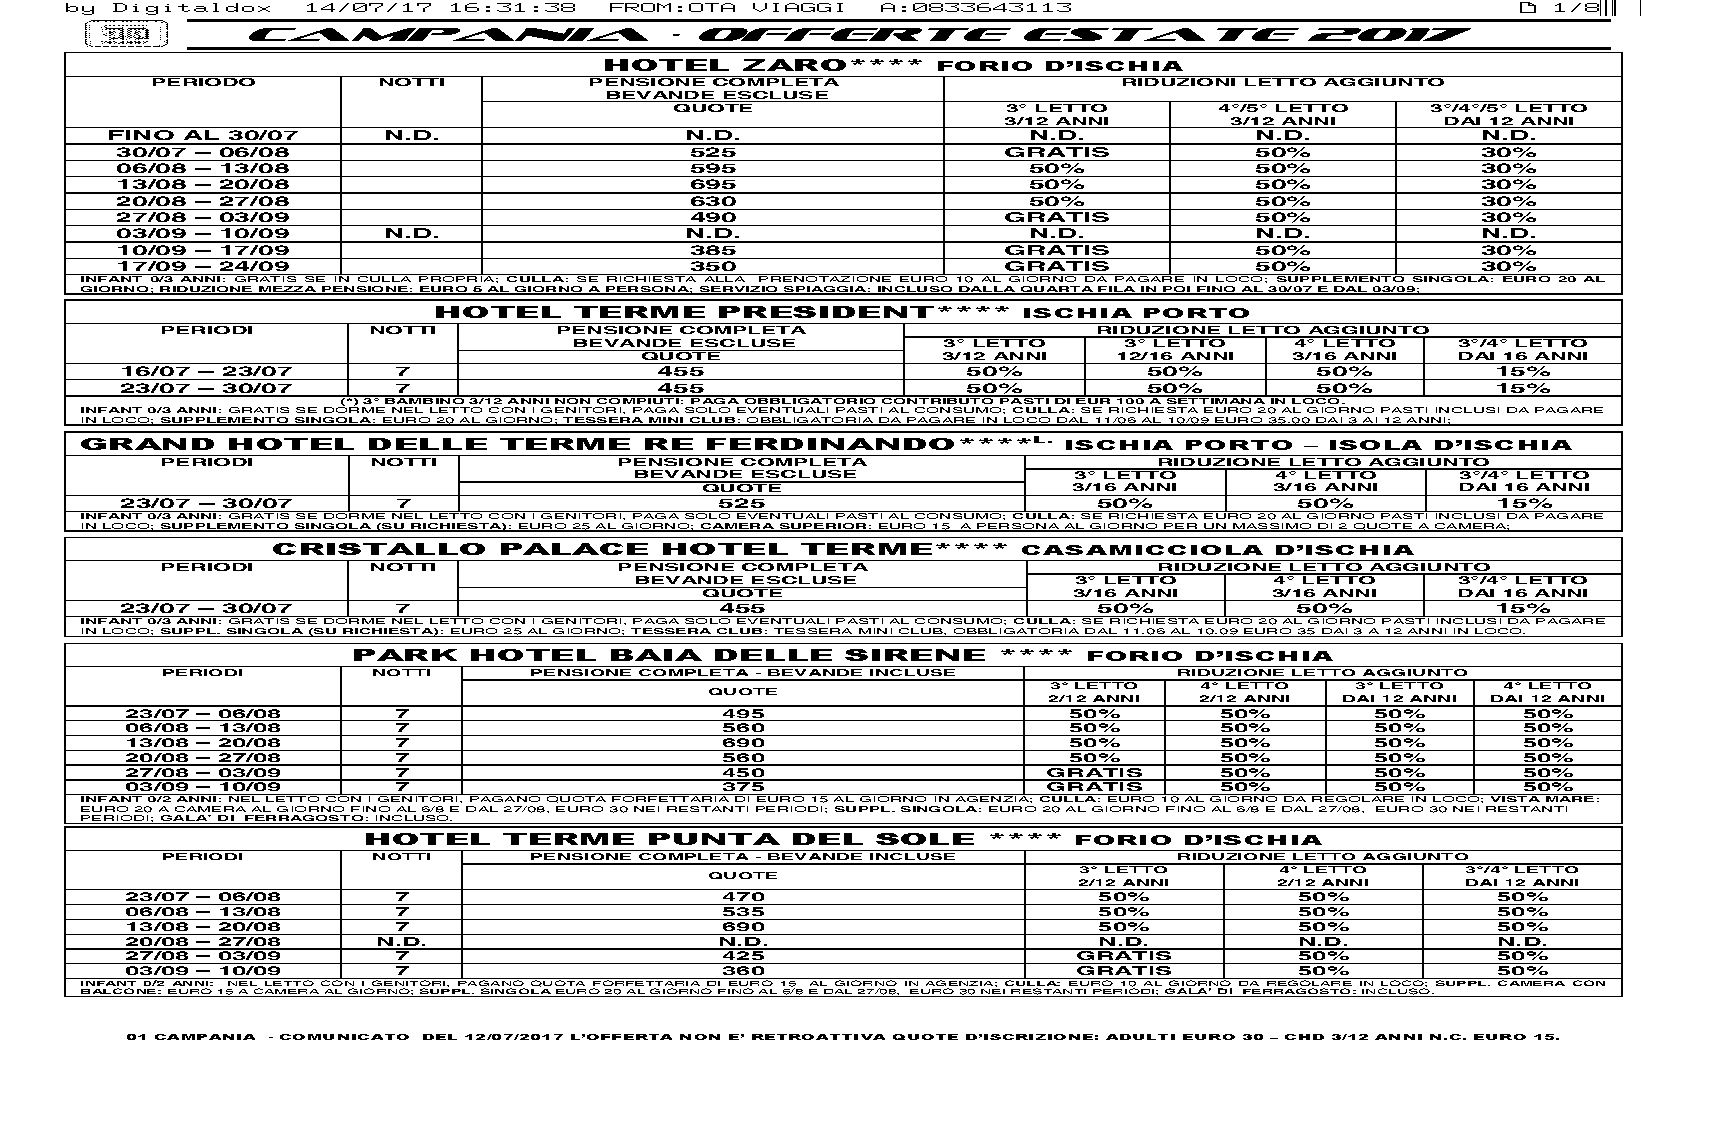 by Digitaldox 14/07/17 16:31:38 FROM:OTA VIAGGI A:0833643113 1/8
CAMPANIA - OFFERTE ESTATE 2017
HOTEL ZARO**** FORIO D'ISCHIA
PERIODO NOTTI PENSIONE COMPLETA RIDUZIONI LETTO AGGIUNTO
BEVANDE ESCLUSE
QUOTE 3° LETTO 4°/5° LETTO 3°/4°/5° LETTO
3/12 ANNI 3/12 ANNI DAI 12 ANNI
FINO AL 30/07 N.D. N.D. N.D. N.D. N.D.
30/07 – 06/08 525 GRATIS 50% 30%
06/08 – 13/08 595 50% 50% 30%
13/08 – 20/08 695 50% 50% 30%
20/08 – 27/08 630 50% 50% 30%
27/08 – 03/09 490 GRATIS 50% 30%
03/09 – 10/09 N.D. N.D. N.D. N.D. N.D.
10/09 – 17/09 385 GRATIS 50% 30%
17/09 – 24/09 350 GRATIS 50% 30%
INFANT 0/3 ANNI: GRATIS SE IN CULLA PROPRIA; CULLA: SE RICHIESTA ALLA PRENOTAZIONE EURO 10 AL GIORNO DA PAGARE IN LOCO; SUPPLEMENTO SINGOLA: EURO 20 AL
GIORNO; RIDUZIONE MEZZA PENSIONE: EURO 5 AL GIORNO A PERSONA; SERVIZIO SPIAGGIA: INCLUSO DALLA QUARTA FILA IN POI FINO AL 30/07 E DAL 03/09;
HOTEL TERME PRESIDENT**** ISCHIA PORTO
PERIODI NOTTI PENSIONE COMPLETA RIDUZIONE LETTO AGGIUNTO
BEVANDE ESCLUSE 3° LETTO 3° LETTO 4° LETTO 3°/4° LETTO
QUOTE 3/12 ANNI 12/16 ANNI 3/16 ANNI DAI 16 ANNI
16/07 – 23/07 7 455 50% 50% 50% 15%
23/07 – 30/07 7 455 50% 50% 50% 15%
(*) 3° BAMBINO 3/12 ANNI NON COMPIUTI: PAGA OBBLIGATORIO CONTRIBUTO PASTI DI EUR 100 A SETTIMANA IN LOCO.
INFANT 0/3 ANNI: GRATIS SE DORME NEL LETTO CON I GENITORI, PAGA SOLO EVENTUALI PASTI AL CONSUMO; CULLA: SE RICHIESTA EURO 20 AL GIORNO PASTI INCLUSI DA PAGARE
IN LOCO; SUPPLEMENTO SINGOLA: EURO 20 AL GIORNO; TESSERA MINI CLUB: OBBLIGATORIA DA PAGARE IN LOCO DAL 11/06 AL 10/09 EURO 35.00 DAI 3 AI 12 ANNI;
GRAND HOTEL DELLE TERME RE FERDINANDO****L. ISCHIA PORTO – ISOLA D'ISCHIA
PERIODI NOTTI PENSIONE COMPLETA RIDUZIONE LETTO AGGIUNTO
BEVANDE ESCLUSE 3° LETTO 4° LETTO 3°/4° LETTO
QUOTE 3/16 ANNI 3/16 ANNI DAI 16 ANNI
23/07 – 30/07 7 525 50% 50% 15%
INFANT 0/3 ANNI: GRATIS SE DORME NEL LETTO CON I GENITORI, PAGA SOLO EVENTUALI PASTI AL CONSUMO; CULLA: SE RICHIESTA EURO 20 AL GIORNO PASTI INCLUSI DA PAGARE
IN LOCO; SUPPLEMENTO SINGOLA (SU RICHIESTA): EURO 25 AL GIORNO; CAMERA SUPERIOR: EURO 15 A PERSONA AL GIORNO PER UN MASSIMO DI 2 QUOTE A CAMERA;
CRISTALLO PALACE HOTEL TERME**** CASAMICCIOLA D'ISCHIA
PERIODI NOTTI PENSIONE COMPLETA RIDUZIONE LETTO AGGIUNTO
BEVANDE ESCLUSE 3° LETTO 4° LETTO 3°/4° LETTO
QUOTE 3/16 ANNI 3/16 ANNI DAI 16 ANNI
23/07 – 30/07 7 455 50% 50% 15%
INFANT 0/3 ANNI: GRATIS SE DORME NEL LETTO CON I GENITORI, PAGA SOLO EVENTUALI PASTI AL CONSUMO; CULLA: SE RICHIESTA EURO 20 AL GIORNO PASTI INCLUSI DA PAGARE
IN LOCO; SUPPL. SINGOLA (SU RICHIESTA): EURO 25 AL GIORNO; TESSERA CLUB: TESSERA MINI CLUB, OBBLIGATORIA DAL 11.06 AL 10.09 EURO 35 DAI 3 A 12 ANNI IN LOCO.
PARK HOTEL BAIA DELLE SIRENE **** FORIO D'ISCHIA
PERIODI NOTTI PENSIONE COMPLETA - BEVANDE INCLUSE RIDUZIONE LETTO AGGIUNTO
QUOTE 3° LETTO 4° LETTO 3° LETTO 4° LETTO
2/12 ANNI 2/12 ANNI DAI 12 ANNI DAI 12 ANNI
23/07 – 06/08 7 495 50% 50% 50% 50%
06/08 – 13/08 7 560 50% 50% 50% 50%
13/08 – 20/08 7 690 50% 50% 50% 50%
20/08 – 27/08 7 560 50% 50% 50% 50%
27/08 – 03/09 7 450 GRATIS 50% 50% 50%
03/09 – 10/09 7 375 GRATIS 50% 50% 50%
INFANT 0/2 ANNI: NEL LETTO CON I GENITORI, PAGANO QUOTA FORFETTARIA DI EURO 15 AL GIORNO IN AGENZIA; CULLA: EURO 10 AL GIORNO DA REGOLARE IN LOCO; VISTA MARE:
EURO 20 A CAMERA AL GIORNO FINO AL 6/8 E DAL 27/08, EURO 30 NEI RESTANTI PERIODI; SUPPL. SINGOLA: EURO 20 AL GIORNO FINO AL 6/8 E DAL 27/08, EURO 30 NEI RESTANTI
PERIODI; GALA' DI FERRAGOSTO: INCLUSO.
HOTEL TERME PUNTA DEL SOLE **** FORIO D'ISCHIA
PERIODI NOTTI PENSIONE COMPLETA - BEVANDE INCLUSE RIDUZIONE LETTO AGGIUNTO
QUOTE 3° LETTO 4° LETTO 3°/4° LETTO
2/12 ANNI 2/12 ANNI DAI 12 ANNI
23/07 – 06/08 7 470 50% 50% 50%
06/08 – 13/08 7 535 50% 50% 50%
13/08 – 20/08 7 690 50% 50% 50%
20/08 – 27/08 N.D. N.D. N.D. N.D. N.D.
27/08 – 03/09 7 425 GRATIS 50% 50%
03/09 – 10/09 7 360 GRATIS 50% 50%
INFANT 0/2 ANNI: NEL LETTO CON I GENITORI, PAGANO QUOTA FORFETTARIA DI EURO 15 AL GIORNO IN AGENZIA; CULLA: EURO 10 AL GIORNO DA REGOLARE IN LOCO; SUPPL. CAMERA CON
BALCONE: EURO 15 A CAMERA AL GIORNO; SUPPL. SINGOLA EURO 20 AL GIORNO FINO AL 6/8 E DAL 27/08, EURO 30 NEI RESTANTI PERIODI; GALA' DI FERRAGOSTO: INCLUSO.
01 CAMPANIA - COMUNICATO DEL 12/07/2017 L'OFFERTA NON E' RETROATTIVA QUOTE D'ISCRIZIONE: ADULTI EURO 30 – CHD 3/12 ANNI N.C. EURO 15.